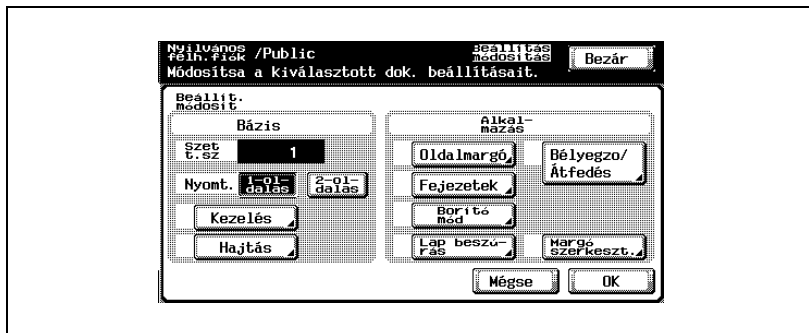 Nyilvános
félh.fiók /Public
Beállítás
módosítás
Bezár
Módosítsa a kiválasztott dok. beállításait.
Beállít.
módosít
Bázis
Szet
t.sz
1
Nyomt.
1-ol-
dalas
2-ol-
dalas
Kezelés
Hajtás
Alkal-
mazás
Oldalmargó
Bélyegzo/
Átfedés
Fejezetek
Borító
mód
Lap beszú-
rás
Margó
szerkeszt.
Mégse
OK